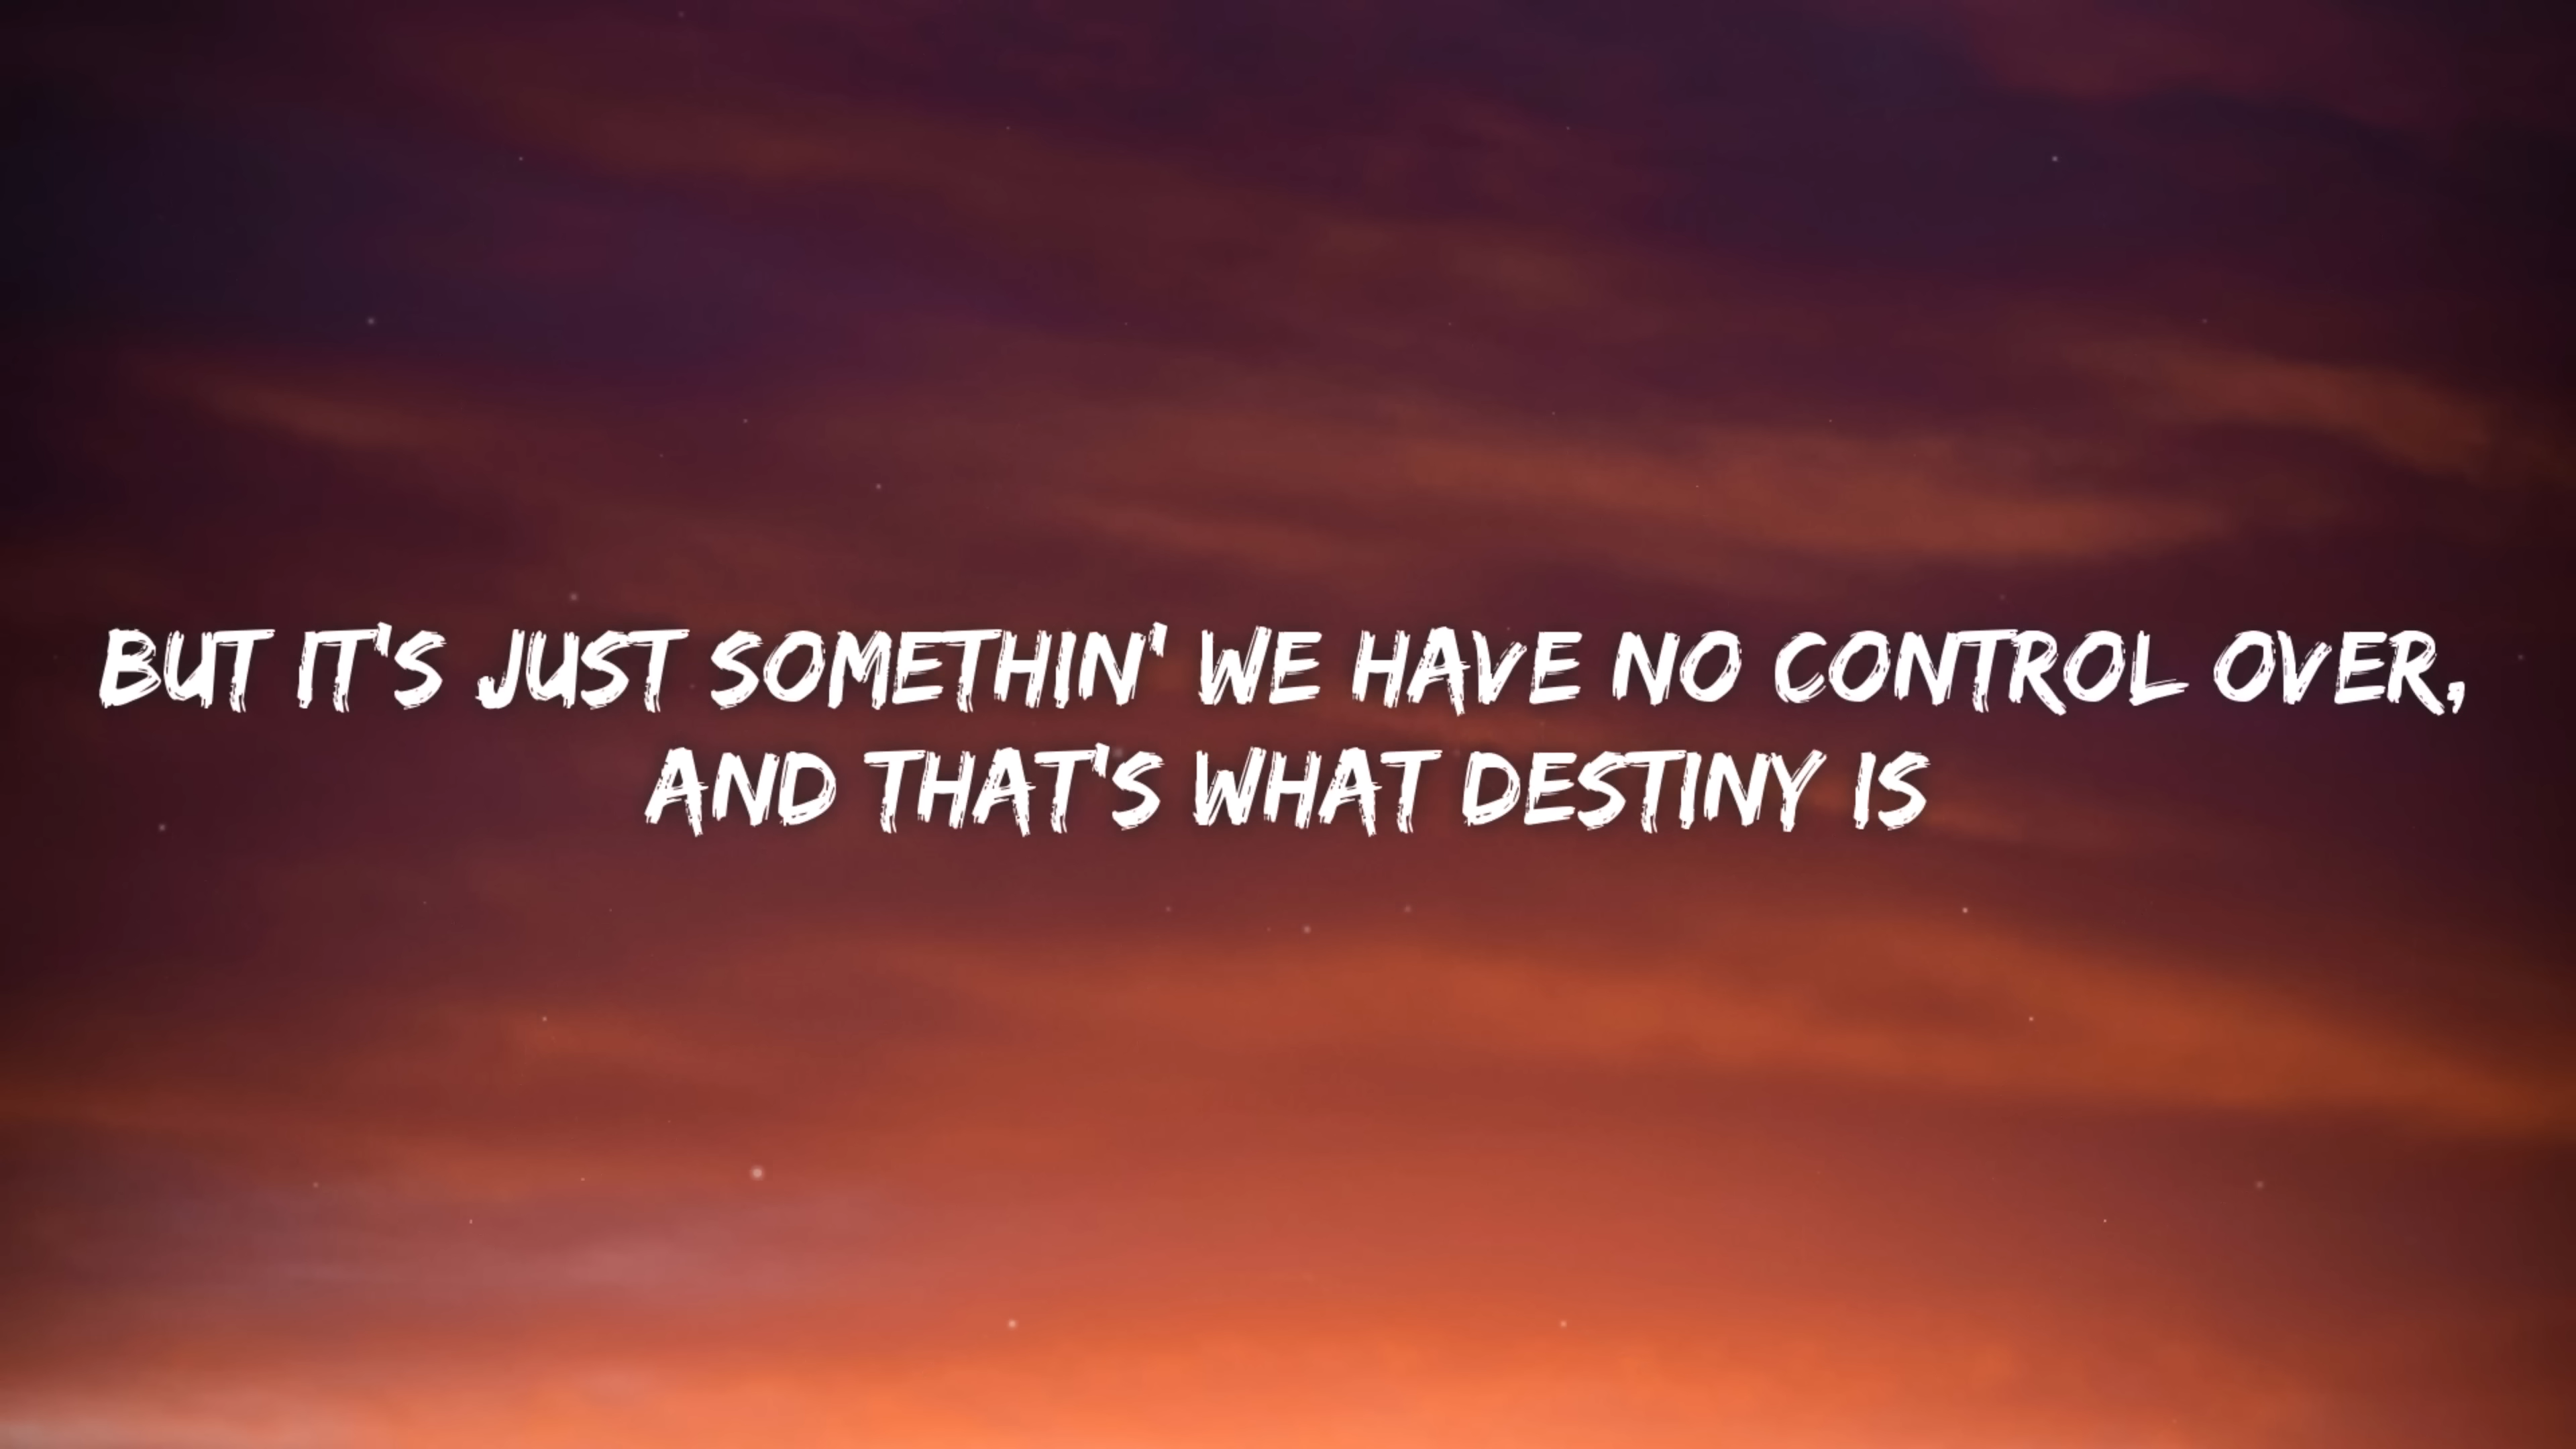 BUT IT'S JUST SOMETHIN' WE HAVE NO CONTROL OVER,
AND THAT'S WHAT DESTINY IS